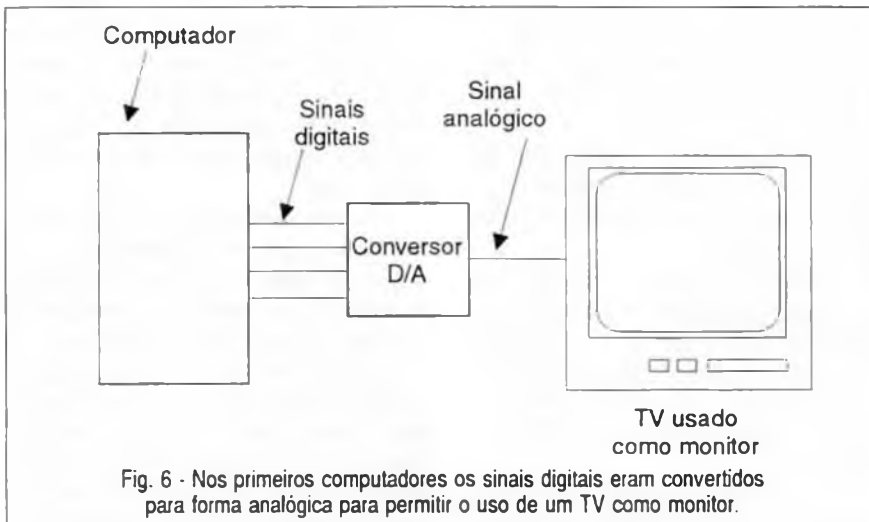 Computador
Sinais
digitais
Sinal
analógico
Conversor
D/A
TV usado
como monitor
Fig. 6 - Nos primeiros computadores os sinais digitais eram convertidos
para forma analógica para permitir o uso de um TV como monitor.